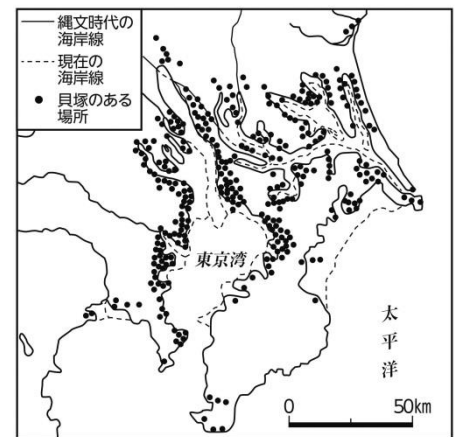 縄文時代の
海岸線
現在の
海岸線
貝塚のある
場所
東京湾
太平洋
0 50km